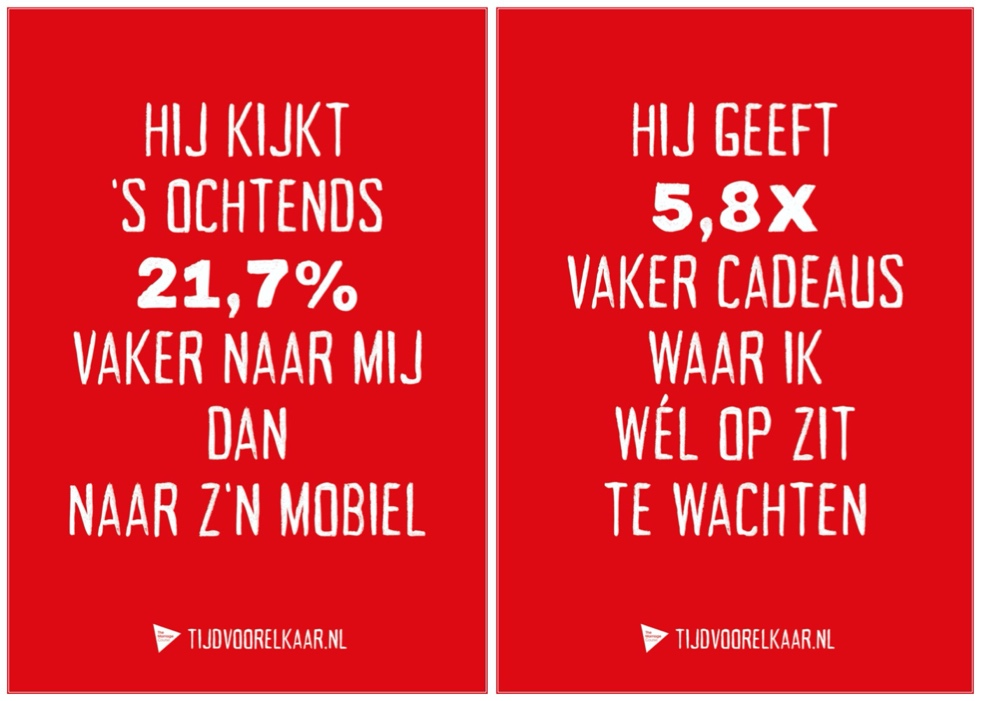 HIJ KIJKT
'S OCHTENDS
21,7%
VAKER NAAR MIJ
DAN
NAAR Z'N MOBIEL
TIJDVOORELKAAR.NL
HIJ GEEFT
5,8X
VAKER CADEAUS
WAAR IK
WÉL OP ZIT
TE WACHTEN
TIJDVOORELKAAR.NL